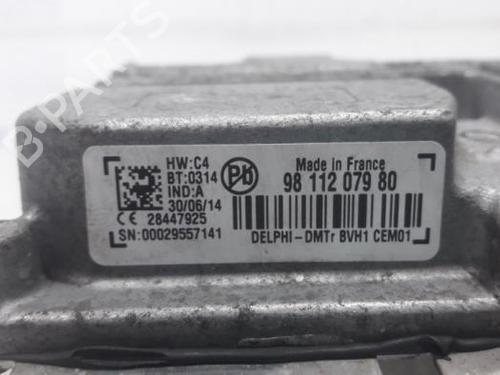 HW:C4
BT:0314
IND:A
30/06/14
CE 28447925
SN:00029557141
Pb
Made in France
98 112 079 80
DELPHI-DMTr BVH1 CEM01
B-PARTS